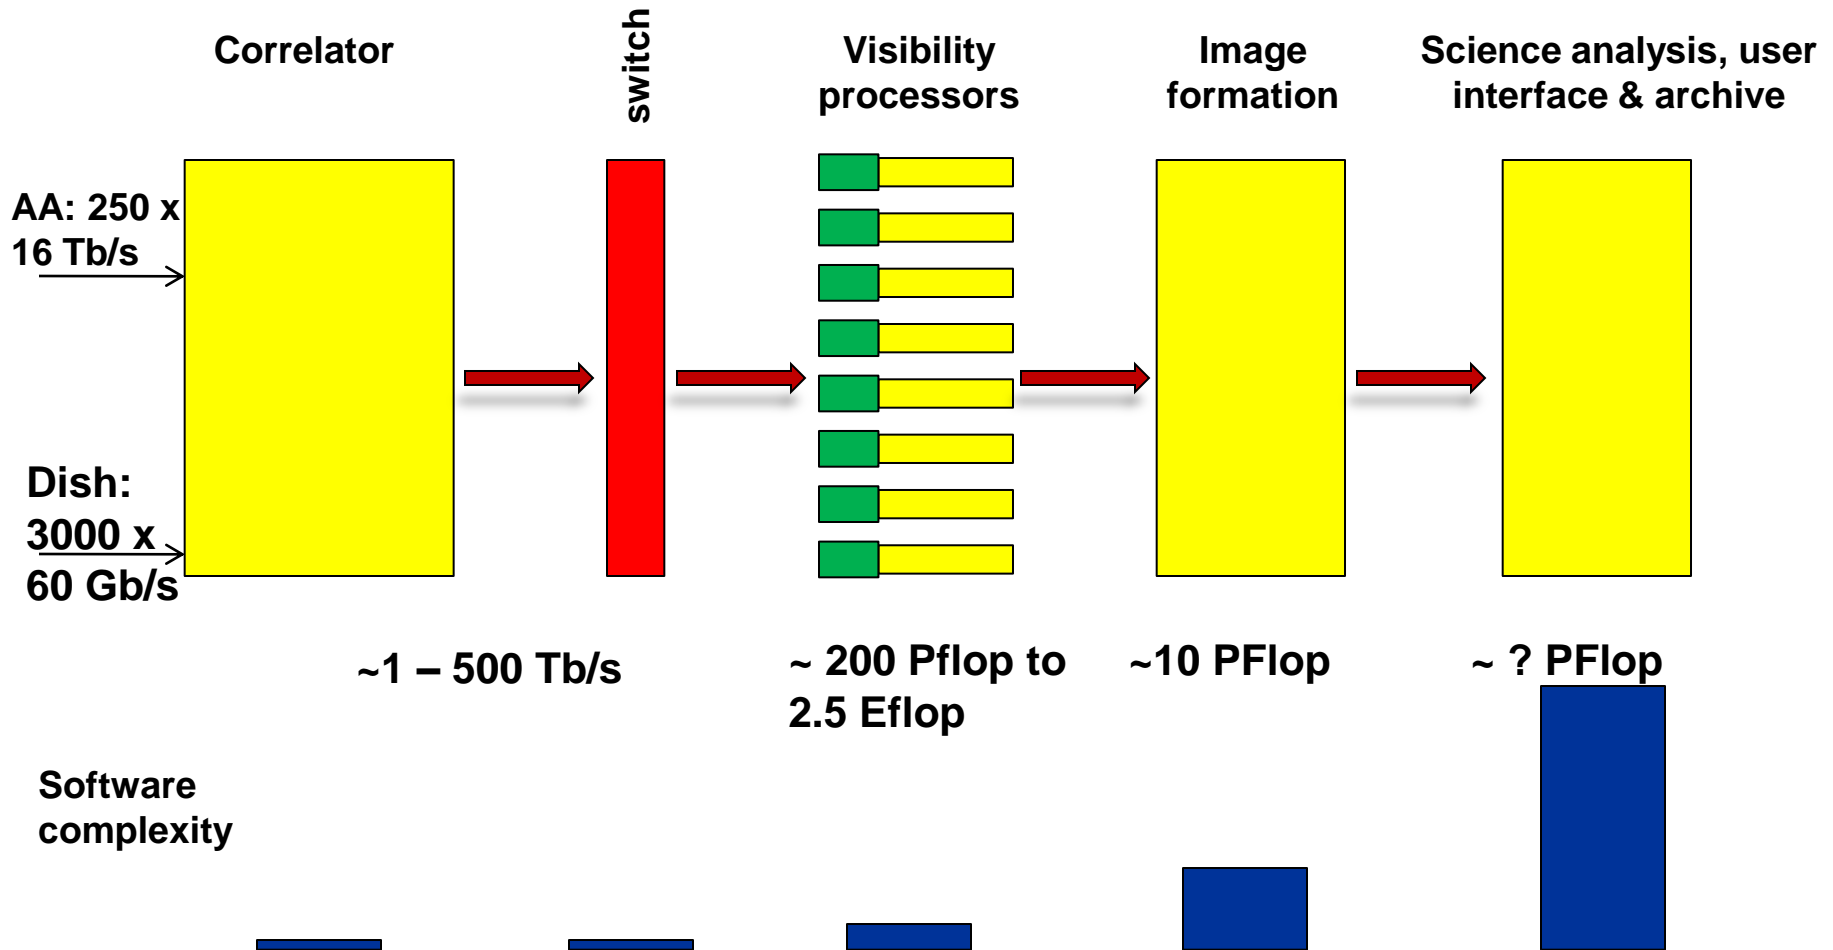 Correlator
switch
Visibility
processors
Image
formation
Science analysis, user
interface & archive
AA: 250 x
16 Tb/s
Dish:
3000 x
60 Gb/s
~1 – 500 Tb/s
~ 200 Pflop to
2.5 Eflop
~10 PFlop
~ ? PFlop
Software
complexity